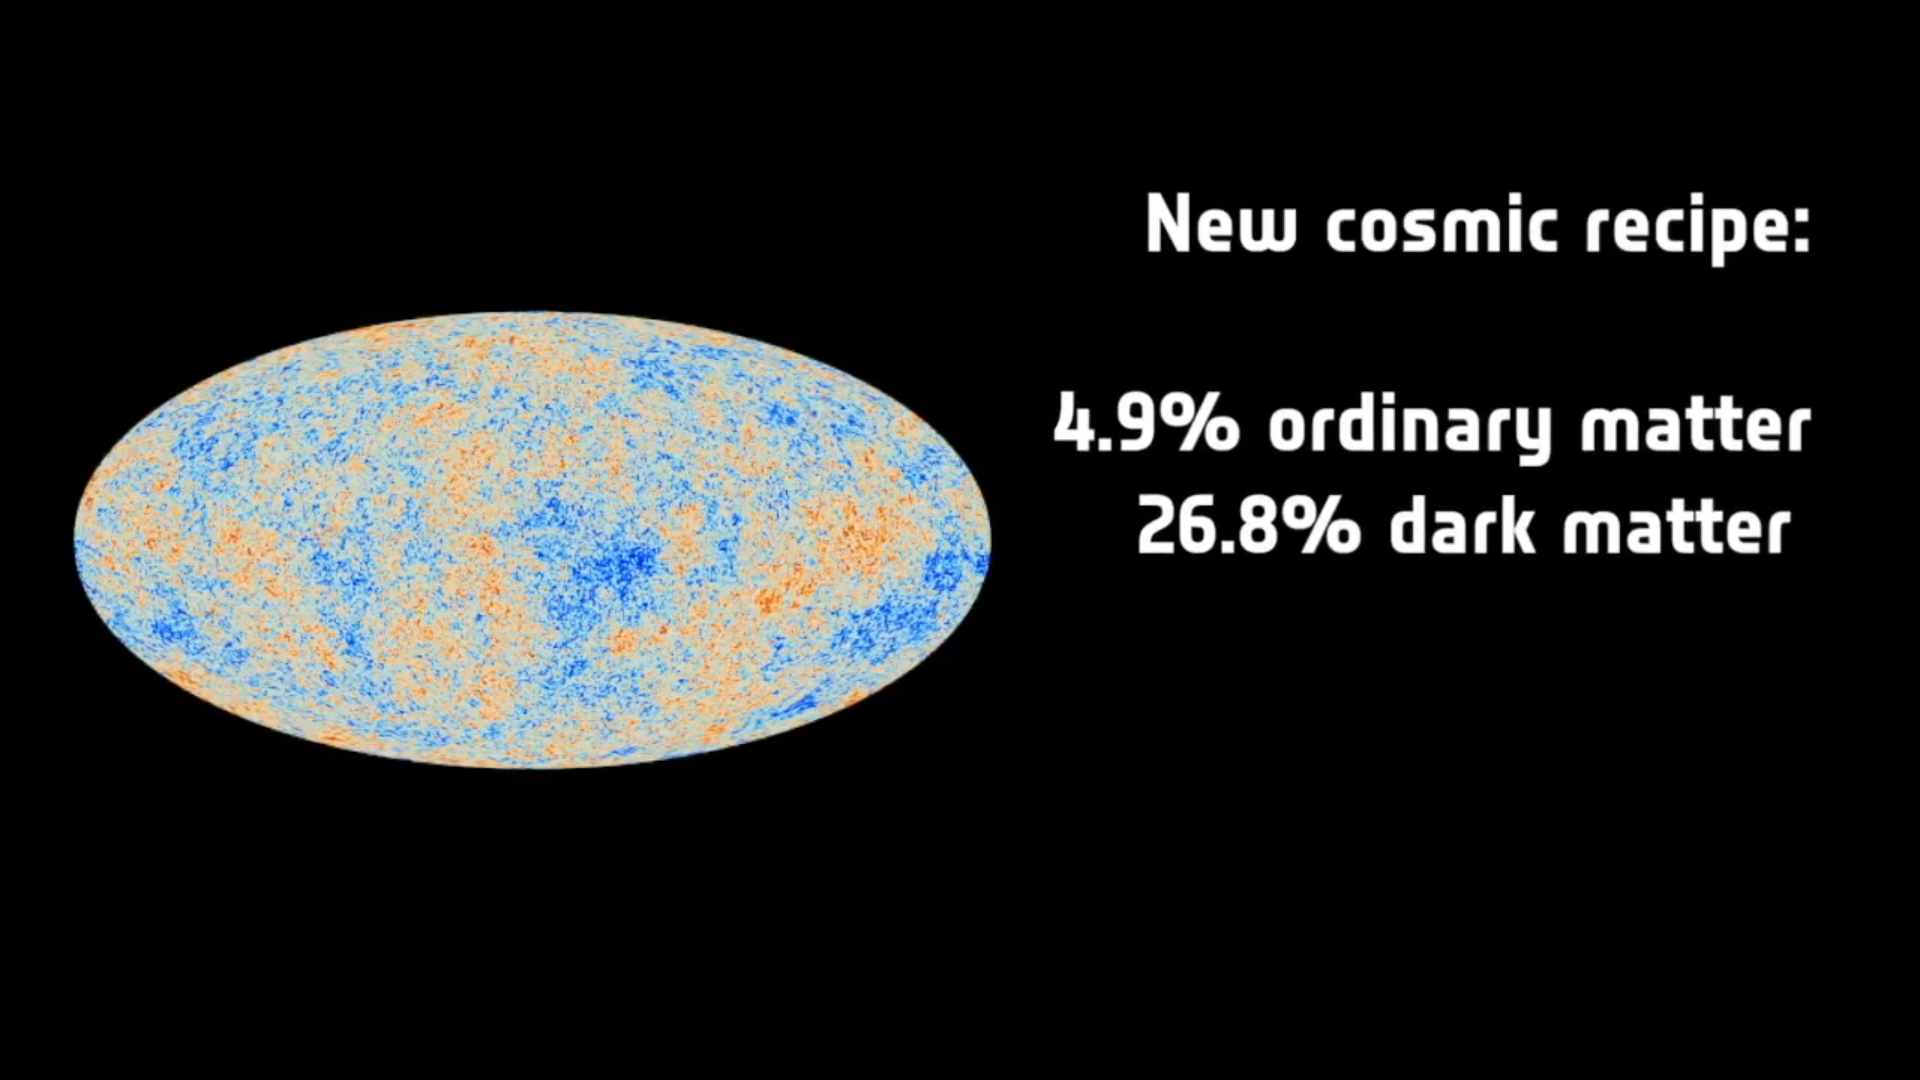 New cosmic recipe:
4.9% ordinary matter
26.8% dark matter